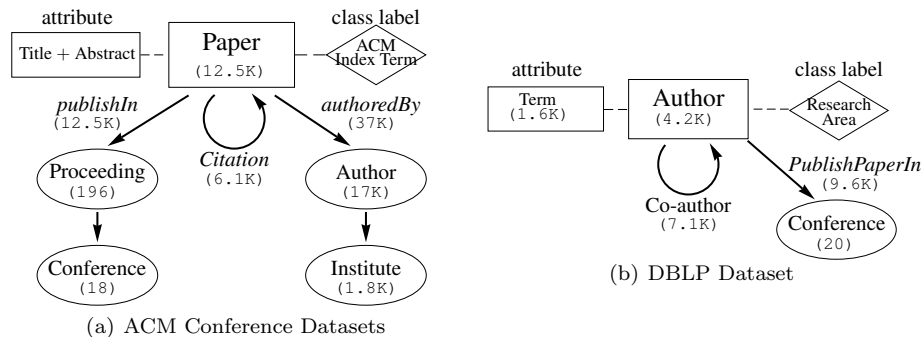 attribute
class label
Title + Abstract
Paper
(12.5K)
ACM
Index Term
publishIn
(12.5K)
authoredBy
(37K)
Citation
(6.1K)
Proceeding
(196)
Author
(17K)
Conference
(18)
Institute
(1.8K)
(a) ACM Conference Datasets
attribute
class label
Term
(1.6K)
Author
(4.2K)
Research
Area
PublishPaperIn
(9.6K)
Co-author
(7.1K)
Conference
(20)
(b) DBLP Dataset